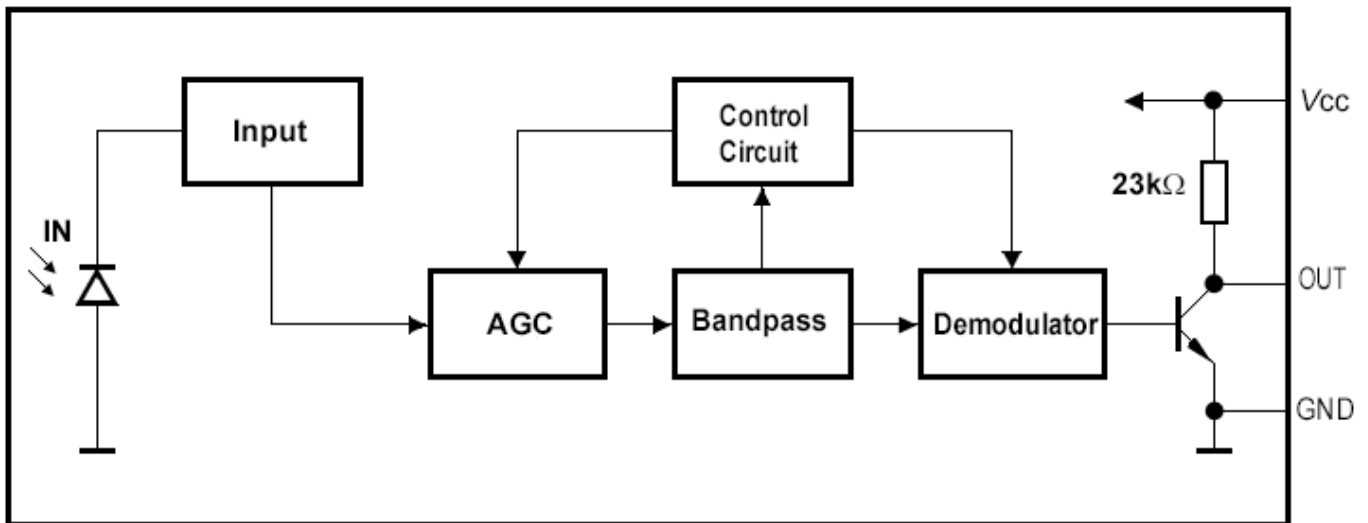 Input
IN
Control
Circuit
AGC
Bandpass
Demodulator
23kΩ
Vcc
OUT
GND